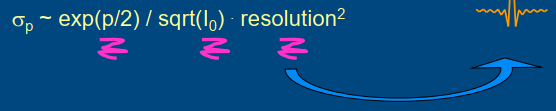 σp ~ exp(p/2) / sqrt(I0) · resolution²